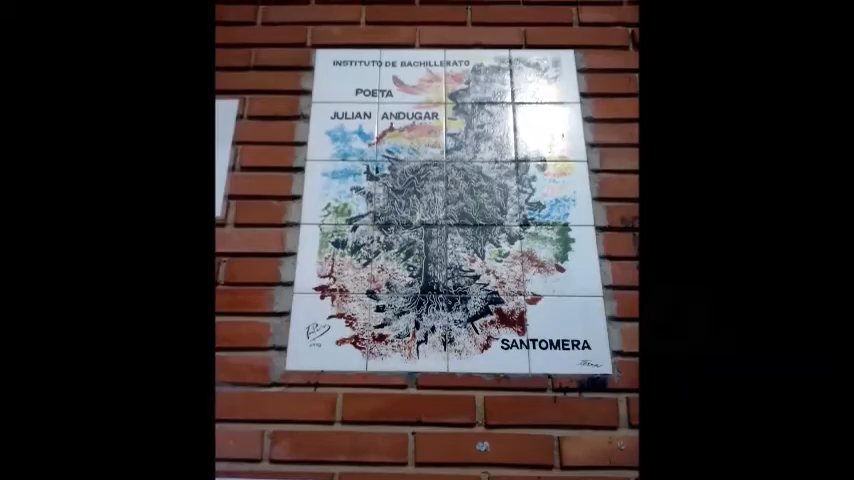 INSTITUTO DE BACHILLERATO
POETA
JULIAN ANDUGAR
SANTOMERA